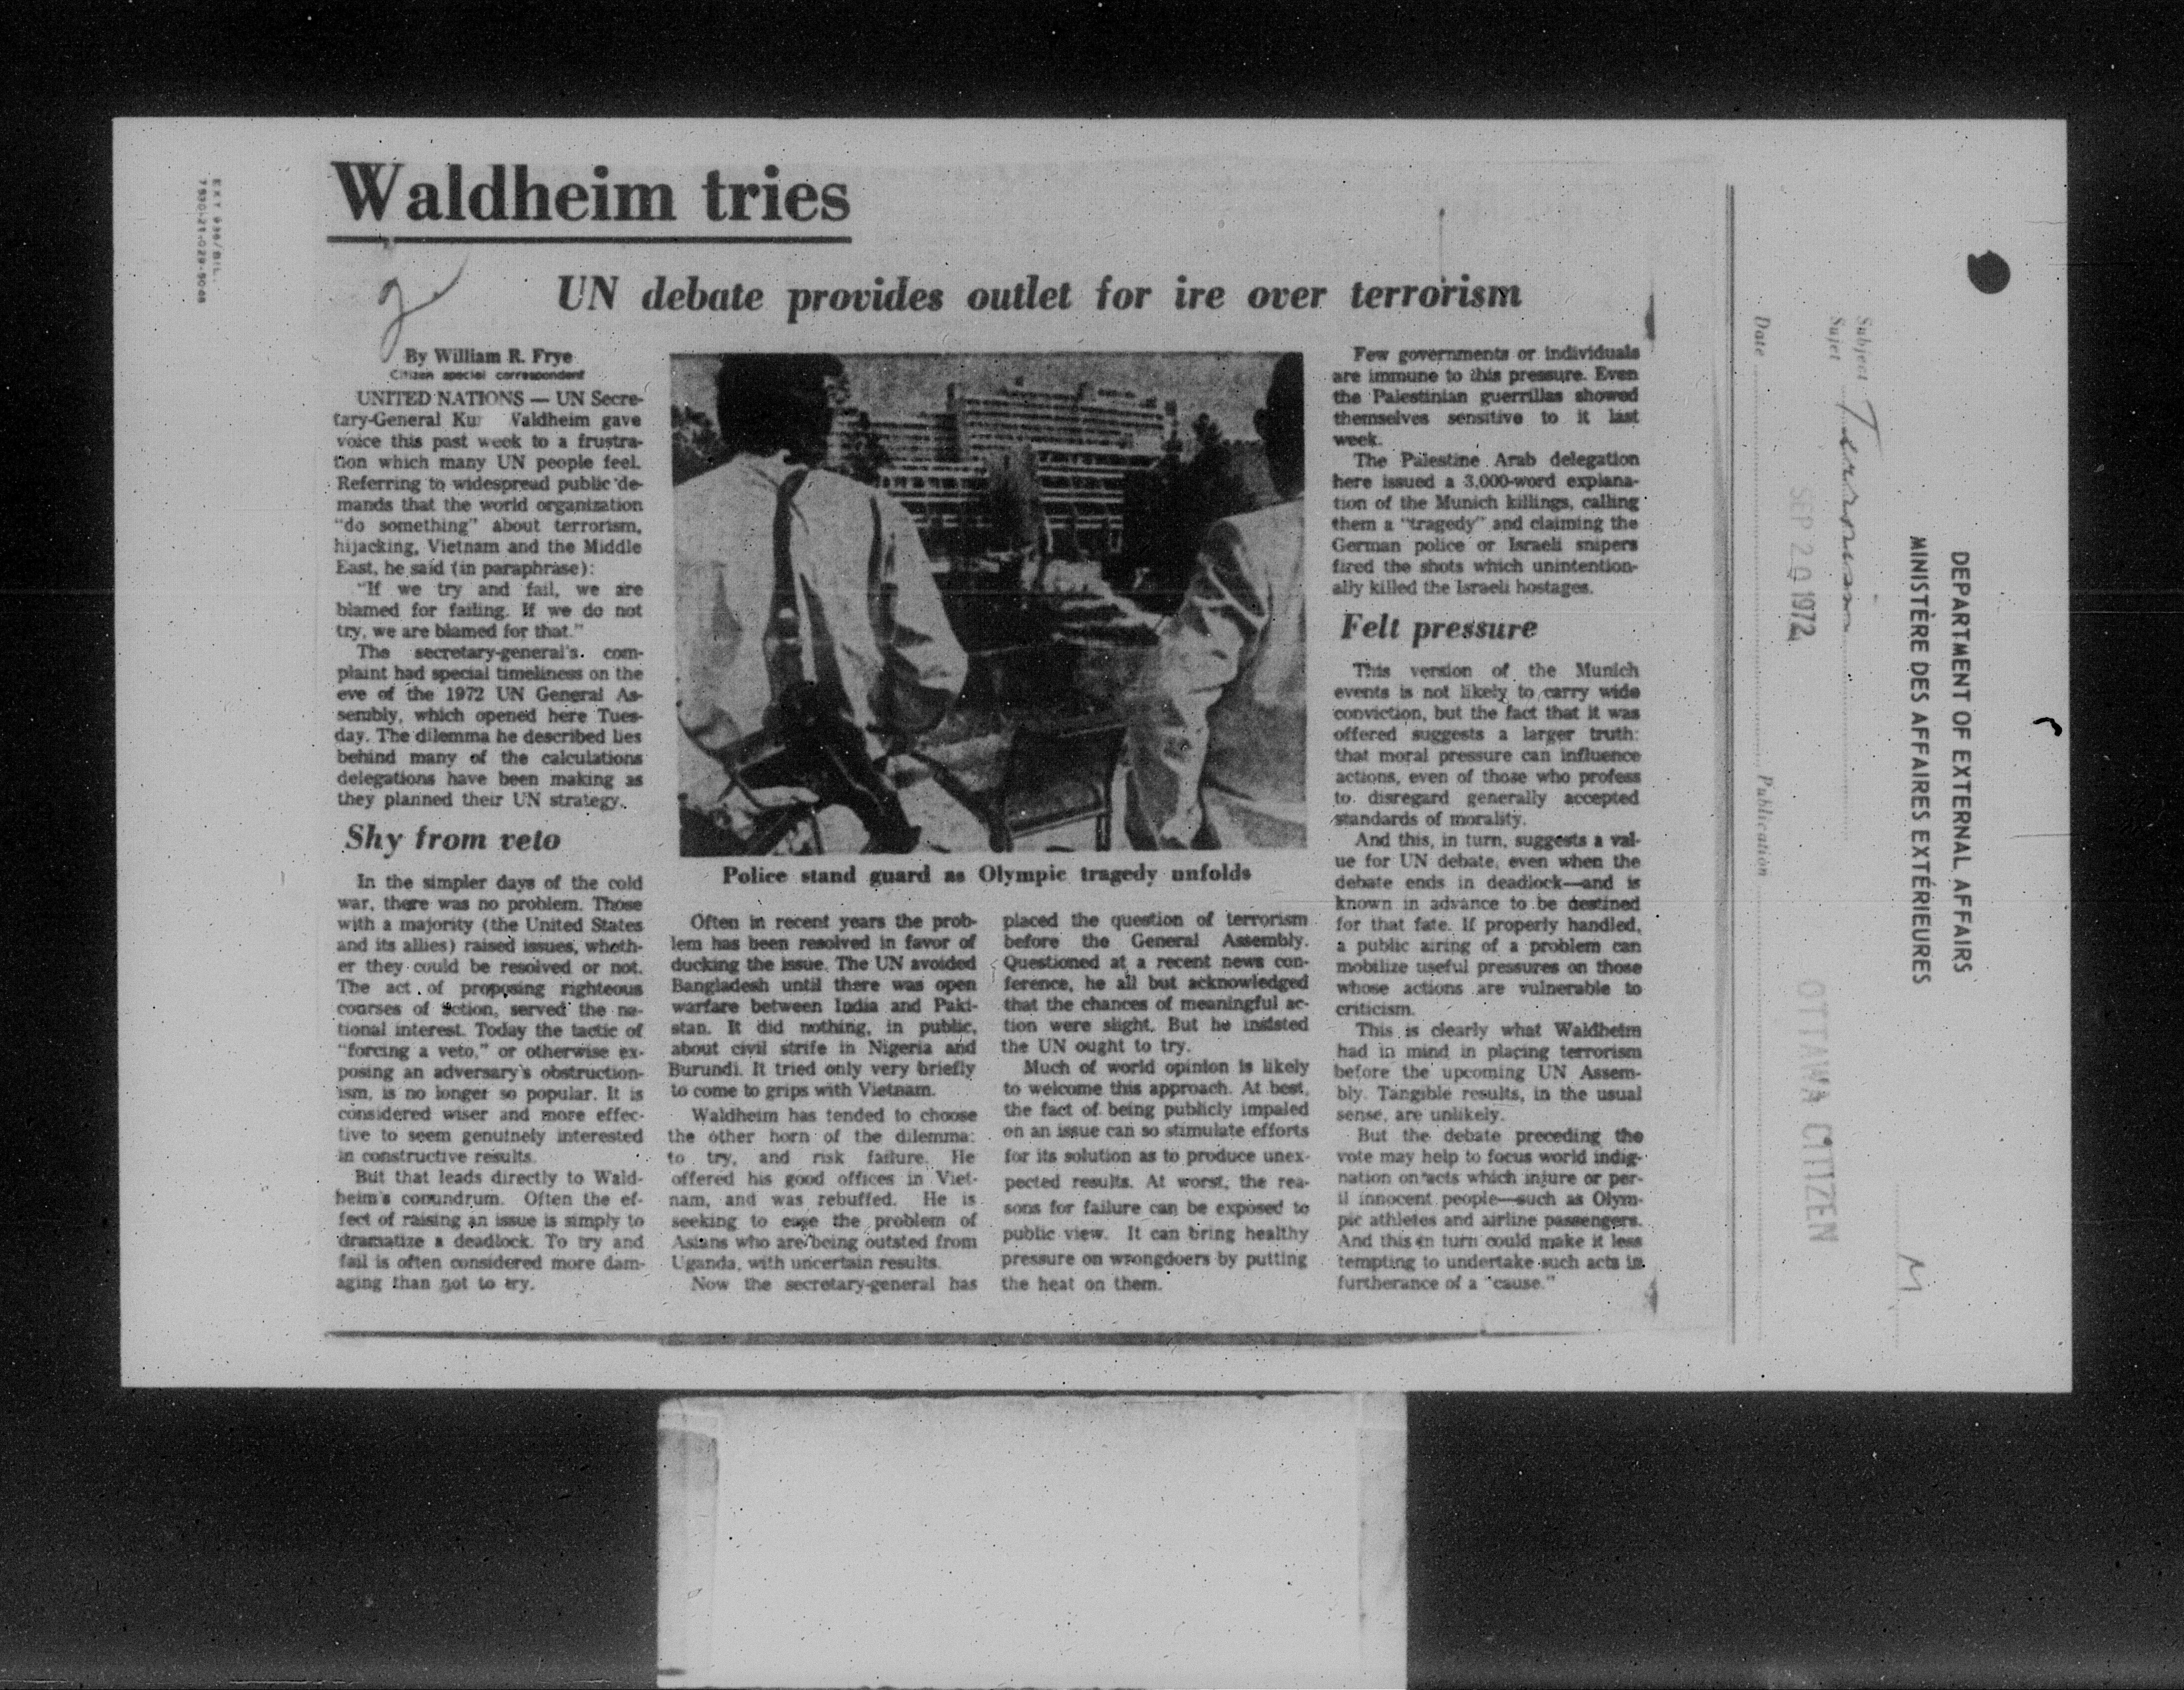 Waldheim tries
UN debate provides outlet for ire over terrorism
By William R. Frye
Citizen special correspondent
UNITED NATIONS — UN Secre-
tary-General Kur Waldheim gave
voice this past week to a frustra-
tion which many UN people feel.
Referring to widespread public de-
mands that the world organization
"do something" about terrorism,
hijacking, Vietnam and the Middle
East, he said (in paraphrase):
"If we try and fail, we are
blamed for failing. If we do not
try, we are blamed for that."
The secretary-general's com-
plaint had special timeliness on the
eve of the 1972 UN General As-
sembly, which opened here Tues-
day. The dilemma he described lies
behind many of the calculations
delegations have been making as
they planned their UN strategy.
Shy from veto
In the simpler days of the cold
war, there was no problem. Those
with a majority (the United States
and its allies) raised issues, wheth-
er they could be resolved or not.
The act of proposing righteous
courses of action, served the na-
tional interest. Today the tactic of
"forcing a veto," or otherwise ex-
posing an adversary's obstruction-
ism, is no longer so popular. It is
considered wiser and more effec-
tive to seem genuinely interested
in constructive results.
But that leads directly to Wald-
heim's conundrum. Often the ef-
fect of raising an issue is simply to
dramatize a deadlock. To try and
fail is often considered more dam-
aging than not to try.
Police stand guard as Olympic tragedy unfolds
Often in recent years the prob-
lem has been resolved in favor of
ducking the issue. The UN avoided
Bangladesh until there was open
warfare between India and Paki-
stan. It did nothing, in public,
about civil strife in Nigeria and
Burundi. It tried only very briefly
to come to grips with Vietnam.
Waldheim has tended to choose
the other horn of the dilemma:
to try, and risk failure. He
offered his good offices in Viet-
nam, and was rebuffed. He is
seeking to ease the problem of
Asians who are being outsted from
Uganda, with uncertain results.
Now the secretary-general has
placed the question of terrorism
before the General Assembly.
Questioned at a recent news con-
ference, he all but acknowledged
that the chances of meaningful ac-
tion were slight. But he insisted
the UN ought to try.
Much of world opinion is likely
to welcome this approach. At best,
the fact of being publicly impaled
on an issue can so stimulate efforts
for its solution as to produce unex-
pected results. At worst, the rea-
sons for failure can be exposed to
public view. It can bring healthy
pressure on wrongdoers by putting
the heat on them.
Few governments or individuals
are immune to this pressure. Even
the Palestinian guerrillas showed
themselves sensitive to it last
week.
The Palestine Arab delegation
here issued a 3,000-word explana-
tion of the Munich killings, calling
them a "tragedy" and claiming the
German police or Israeli snipers
fired the shots which unintention-
ally killed the Israeli hostages.
Felt pressure
This version of the Munich
events is not likely to carry wide
conviction, but the fact that it was
offered suggests a larger truth:
that moral pressure can influence
actions, even of those who profess
to disregard generally accepted
standards of morality.
And this, in turn, suggests a val-
ue for UN debate, even when the
debate ends in deadlock—and is
known in advance to be destined
for that fate. If properly handled,
a public airing of a problem can
mobilize useful pressures on those
whose actions are vulnerable to
criticism.
This is clearly what Waldheim
had in mind in placing terrorism
before the upcoming UN Assem-
bly. Tangible results, in the usual
sense, are unlikely.
But the debate preceding the
vote may help to focus world indig-
nation on acts which injure or per-
il innocent people—such as Olym-
pic athletes and airline passengers.
And this in turn could make it less
tempting to undertake such acts in
furtherance of a "cause."
DEPARTMENT OF EXTERNAL AFFAIRS
MINISTÈRE DES AFFAIRES EXTÉRIEURES
Subject Terrorism
Sujet
SEP 20 1972
OTTAWA CITIZEN
Date
Publication
M